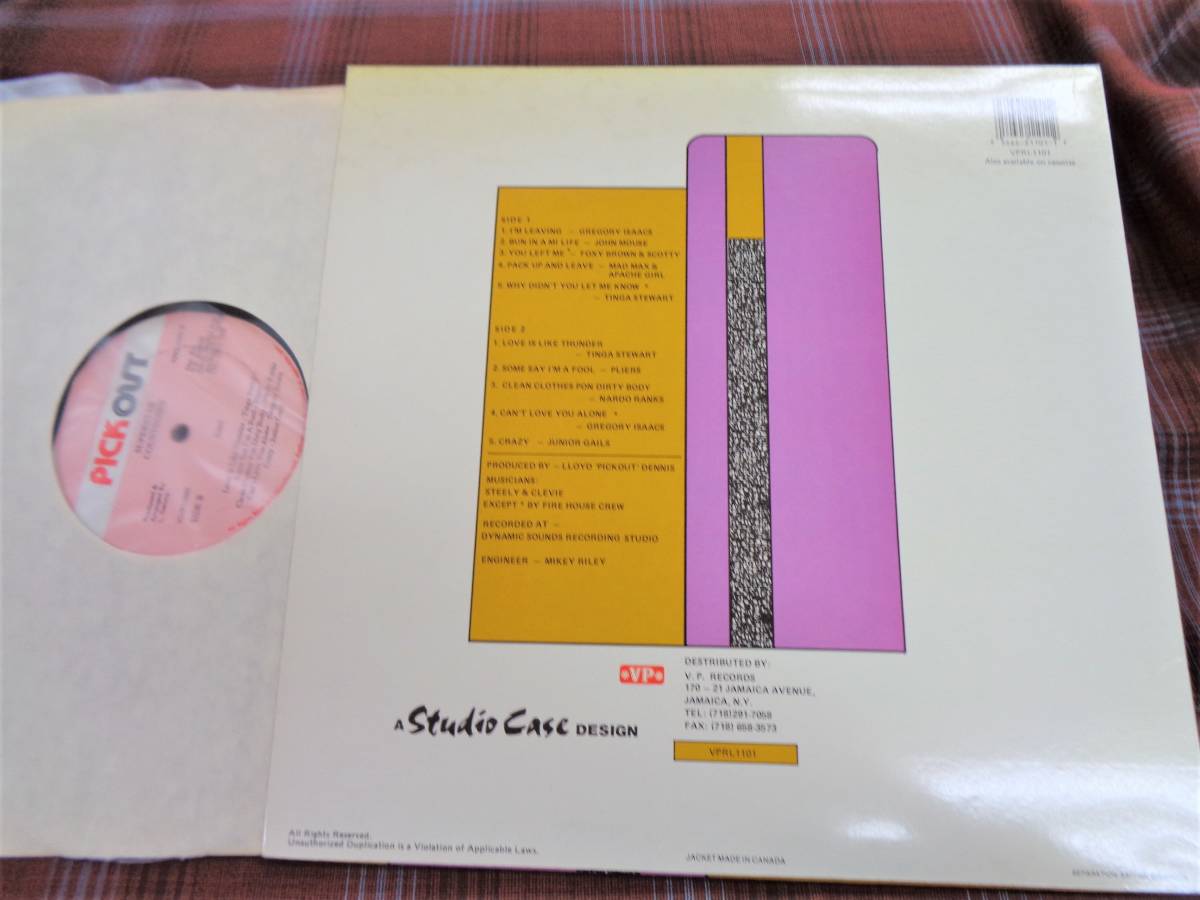 VPRL1101
Also available on cassette
SIDE 1
1. I'M LEAVING – GREGORY ISAACS
2. BUN IN A MI LIFE – JOHN MOUSE
3. YOU LEFT ME * – FOXY BROWN & SCOTTY
4. PACK UP AND LEAVE – MAD MAX &
APACHE GIRL
5. WHY DIDN'T YOU LET ME KNOW *
– TINGA STEWART
SIDE 2
1. LOVE IS LIKE THUNDER
– TINGA STEWART
2. SOME SAY I'M A FOOL – PLIERS
3. CLEAN CLOTHES PON DIRTY BODY
– NARDO RANKS
4. CAN'T LOVE YOU ALONE *
– GREGORY ISAACS
5. CRAZY – JUNIOR GAILS
PRODUCED BY – LLOYD 'PICKOUT' DENNIS
MUSICIANS:
STEELY & CLEVIE
EXCEPT * BY FIRE HOUSE CREW
RECORDED AT –
DYNAMIC SOUNDS RECORDING STUDIO
ENGINEER – MIKEY RILEY
VP
DESTRIBUTED BY:
V. P. RECORDS
170 – 21 JAMAICA AVENUE,
JAMAICA, N.Y.
TEL: (718)291-7058
FAX: (718) 658-3573
VPRL1101
A Studio Case DESIGN
All Rights Reserved.
Unauthorized Duplication is a Violation of Applicable Laws.
JACKET MADE IN CANADA
PICK OUT